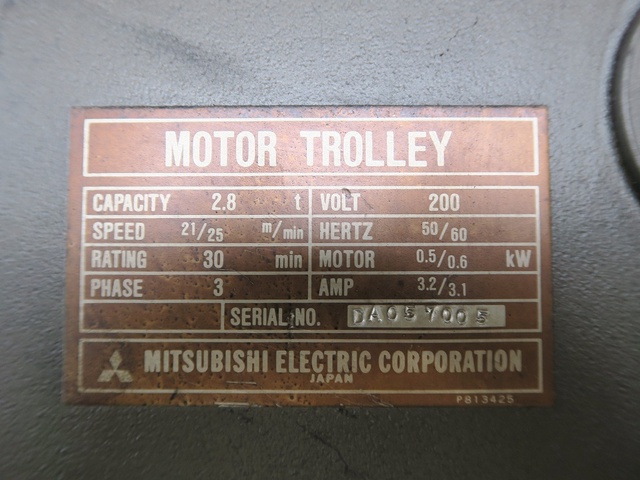 MOTOR TROLLEY
CAPACITY 2.8 t VOLT 200
SPEED 21/25 m/min HERTZ 50/60
RATING 30 min MOTOR 0.5/0.6 kW
PHASE 3 AMP 3.2/3.1
SERIAL NO. DA057005
MITSUBISHI ELECTRIC CORPORATION
JAPAN
P813425